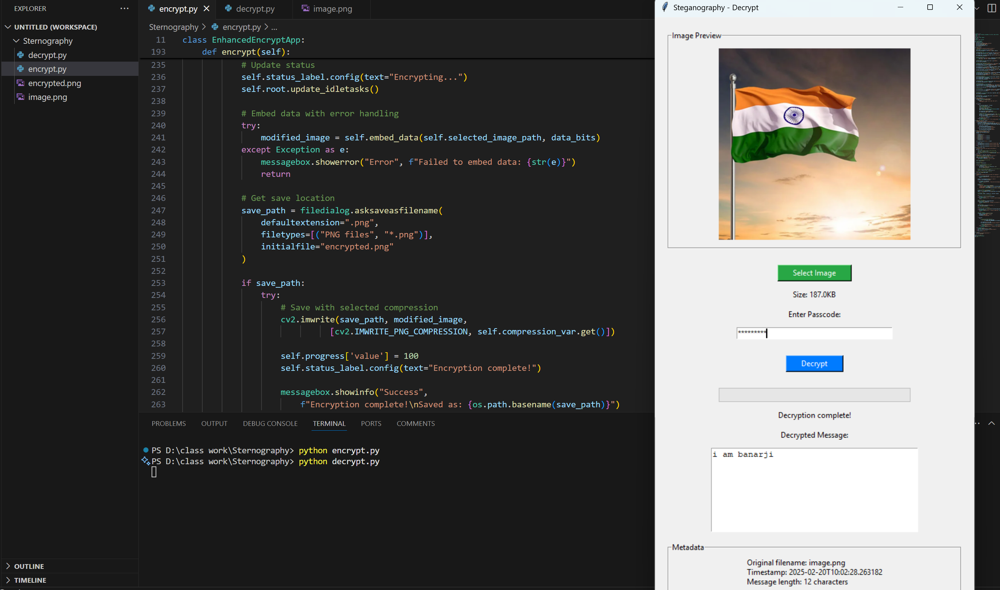 EXPLORER
UNTITLED (WORKSPACE)
Sternography
decrypt.py
encrypt.py
encrypted.png
image.png
OUTLINE
TIMELINE
encrypt.py
decrypt.py
image.png
Sternography > encrypt.py > ...
11 class EnhancedEncryptApp:
193 def encrypt(self):
235 # Update status
236 self.status_label.config(text="Encrypting...")
237 self.root.update_idletasks()
238
239 # Embed data with error handling
240 try:
241 modified_image = self.embed_data(self.selected_image_path, data_bits)
242 except Exception as e:
243 messagebox.showerror("Error", f"Failed to embed data: {str(e)}")
244 return
245
246 # Get save location
247 save_path = filedialog.asksaveasfilename(
248 defaultextension=".png",
249 filetypes=[("PNG files", "*.png")],
250 initialfile="encrypted.png"
251 )
252
253 if save_path:
254 try:
255 # Save with selected compression
256 cv2.imwrite(save_path, modified_image,
257 [cv2.IMWRITE_PNG_COMPRESSION, self.compression_var.get()])
258
259 self.progress['value'] = 100
260 self.status_label.config(text="Encryption complete!")
261
262 messagebox.showinfo("Success",
263 f"Encryption complete!\nSaved as: {os.path.basename(save_path)}")
PROBLEMS OUTPUT DEBUG CONSOLE TERMINAL PORTS COMMENTS
PS D:\class work\Sternography> python encrypt.py
PS D:\class work\Sternography> python decrypt.py
Steganography - Decrypt
Image Preview
Select Image
Size: 187.0KB
Enter Passcode:
*********
Decrypt
Decryption complete!
Decrypted Message:
i am banarji
Metadata
Original filename: image.png
Timestamp: 2025-02-20T10:02:28.263182
Message length: 12 characters